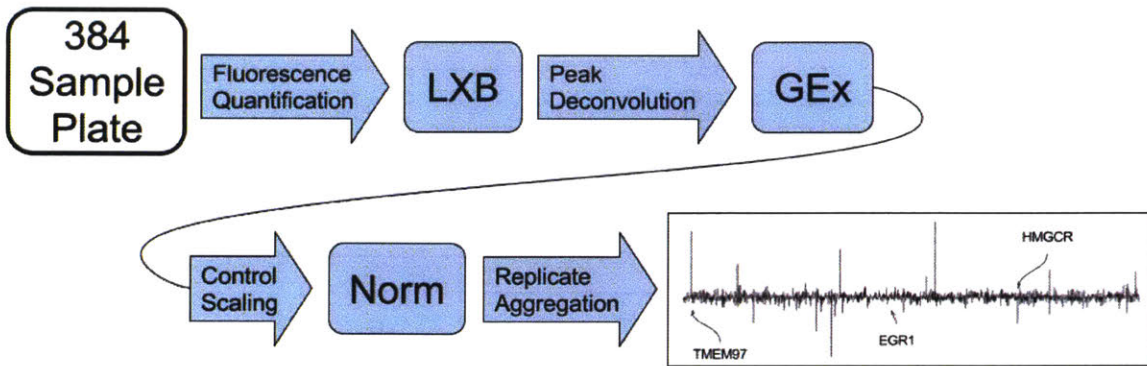 384
Sample
Plate
Fluorescence
Quantification
LXB
Peak
Deconvolution
GEx
Control
Scaling
Norm
Replicate
Aggregation
HMGCR
EGR1
TMEM97